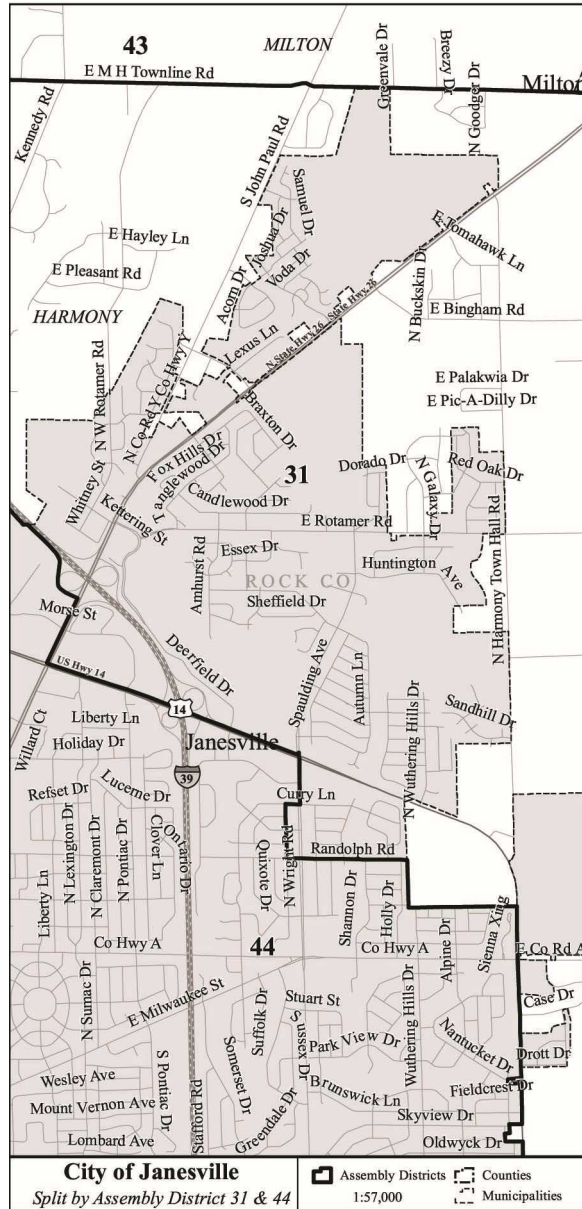 43
MILTON
E M H Townline Rd
Greenvale Dr
Breezy Dr
N Goodger Dr
Milton
Kennedy Rd
S John Paul Rd
Samuel Dr
Joshua Dr
Voda Dr
E Hayley Ln
E Pleasant Rd
Acorn Dr
E Tomahawk Ln
N Buckskin Dr
E Bingham Rd
HARMONY
N State Hwy 26
State Hwy 26
Lexus Ln
N W Rotamer Rd
N Co Rd Y
Co Hwy Y
Braxton Dr
E Palakwia Dr
E Pic-A-Dilly Dr
Fox Hills Dr
Tanglewood Dr
31
Candlewood Dr
Dorado Dr
N Galaxy Dr
Red Oak Dr
Whitney St
Kettering St
E Rotamer Rd
N Harmony Town Hall Rd
Amhurst Rd
Essex Dr
Huntington Ave
ROCK CO
Sheffield Dr
Morse St
Deerfield Dr
Spaulding Ave
Autumn Ln
US Hwy 14
14
N Wuthering Hills Dr
Sandhill Dr
Willard Ct
Liberty Ln
Holiday Dr
Janesville
39
Refset Dr
Lucerne Dr
Curry Ln
Liberty Ln
N Lexington Dr
N Claremont Dr
N Pontiac Dr
Clover Ln
Ontario Dr
Quixote Dr
N Wright Rd
Randolph Rd
Shannon Dr
Holly Dr
Alpine Dr
Sienna Xing
Co Hwy A
44
Co Hwy A
E Co Rd A
N Sumac Dr
E Milwaukee St
Suffolk Dr
Stuart St
Sussex Dr
Case Dr
Park View Dr
Wuthering Hills Dr
Nantucket Dr
Drott Dr
Wesley Ave
S Pontiac Dr
Stafford Rd
Somerset Dr
Greendale Dr
Brunswick Ln
Fieldcrest Dr
Mount Vernon Ave
Skyview Dr
Lombard Ave
Oldwyck Dr
City of Janesville
Split by Assembly District 31 & 44
Assembly Districts
Counties
1:57,000
Municipalities